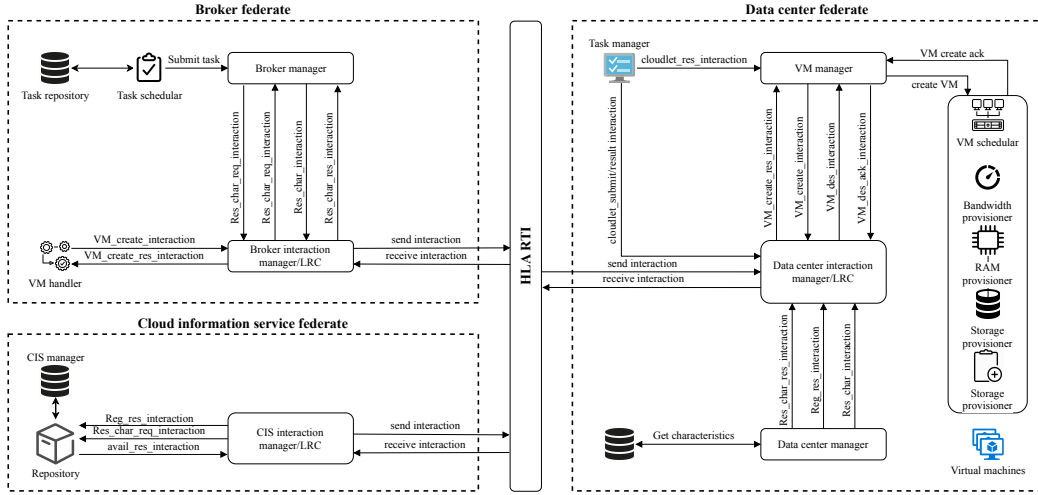 Broker federate
Submit task
Task repository
Task schedular
Broker manager
Res_char_req_interaction
Res_char_req_interaction
Res_char_interaction
Res_char_res_interaction
VM_create_interaction
VM_create_res_interaction
VM handler
Broker interaction
manager/LRC
send interaction
receive interaction
Cloud information service federate
CIS manager
Reg_res_interaction
Res_char_req_interaction
avail_res_interaction
Repository
CIS interaction
manager/LRC
send interaction
receive interaction
HLA RTI
Data center federate
Task manager
cloudlet_res_interaction
VM manager
VM create ack
create VM
cloudlet_submit/result interaction
VM_create_res_interaction
VM_create_interaction
VM_des_interaction
VM_des_ack_interaction
send interaction
receive interaction
Data center interaction
manager/LRC
Res_char_res_interaction
Reg_res_interaction
Res_char_interaction
Get characteristics
Data center manager
VM schedular
Bandwidth
provisioner
RAM
provisioner
Storage
provisioner
Storage
provisioner
Virtual machines